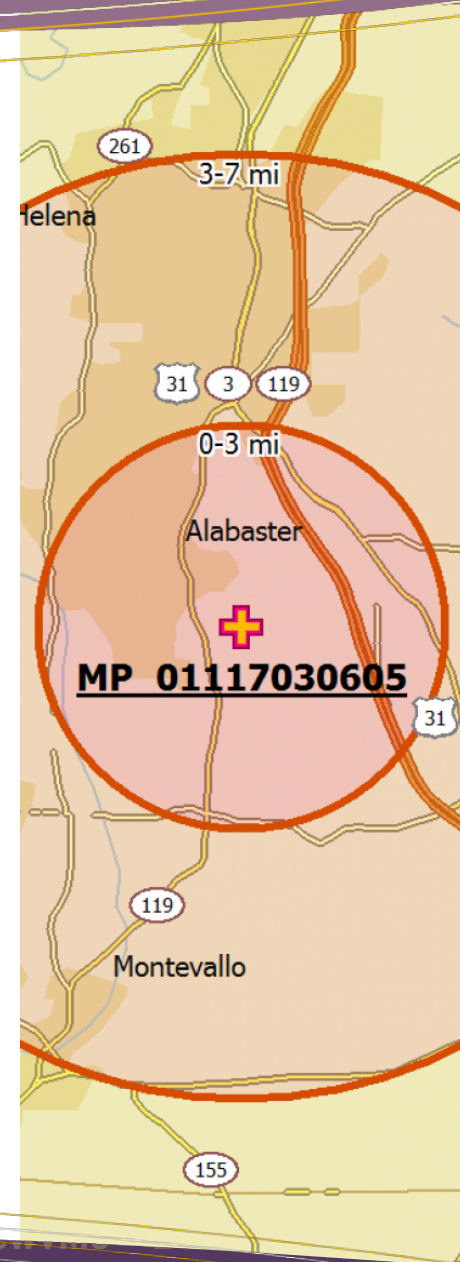 261
3-7 mi
Helena
31 3 119
0-3 mi
Alabaster
MP 01117030605
31
119
Montevallo
155